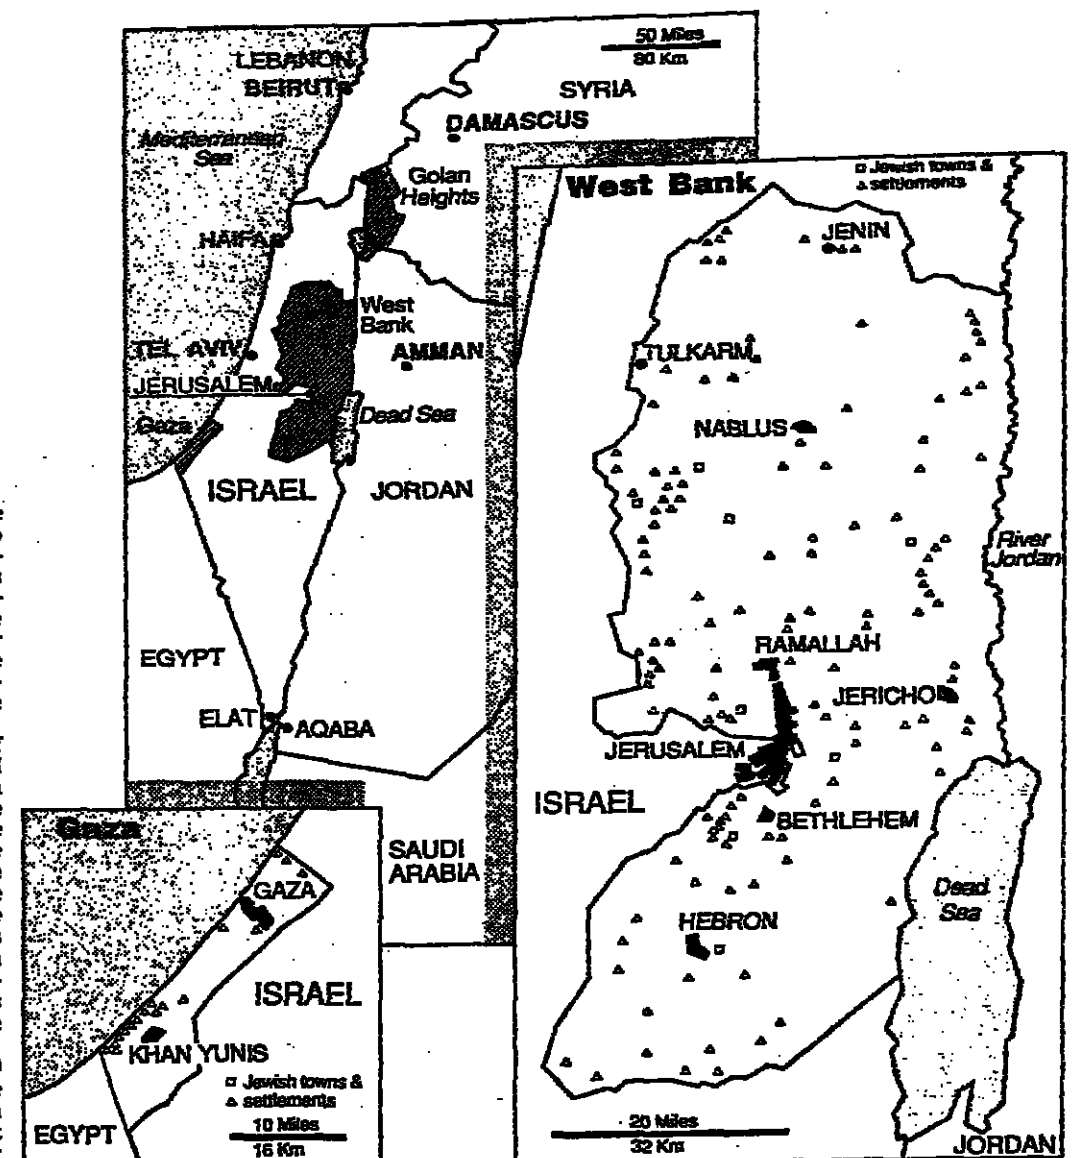 50 Miles
80 Km
LEBANON
BEIRUT
SYRIA
DAMASCUS
Mediterranean
Sea
Golan
Heights
HAIFA
West
Bank
TEL AVIV
AMMAN
JERUSALEM
Dead Sea
Gaza
ISRAEL
JORDAN
EGYPT
ELAT
AQABA
SAUDI
ARABIA
West Bank
Jewish towns &
settlements
JENIN
TULKARM
NABLUS
River
Jordan
RAMALLAH
JERICHO
JERUSALEM
ISRAEL
BETHLEHEM
Dead
Sea
HEBRON
20 Miles
32 Km
JORDAN
Gaza
GAZA
ISRAEL
KHAN YUNIS
Jewish towns &
settlements
10 Miles
16 Km
EGYPT